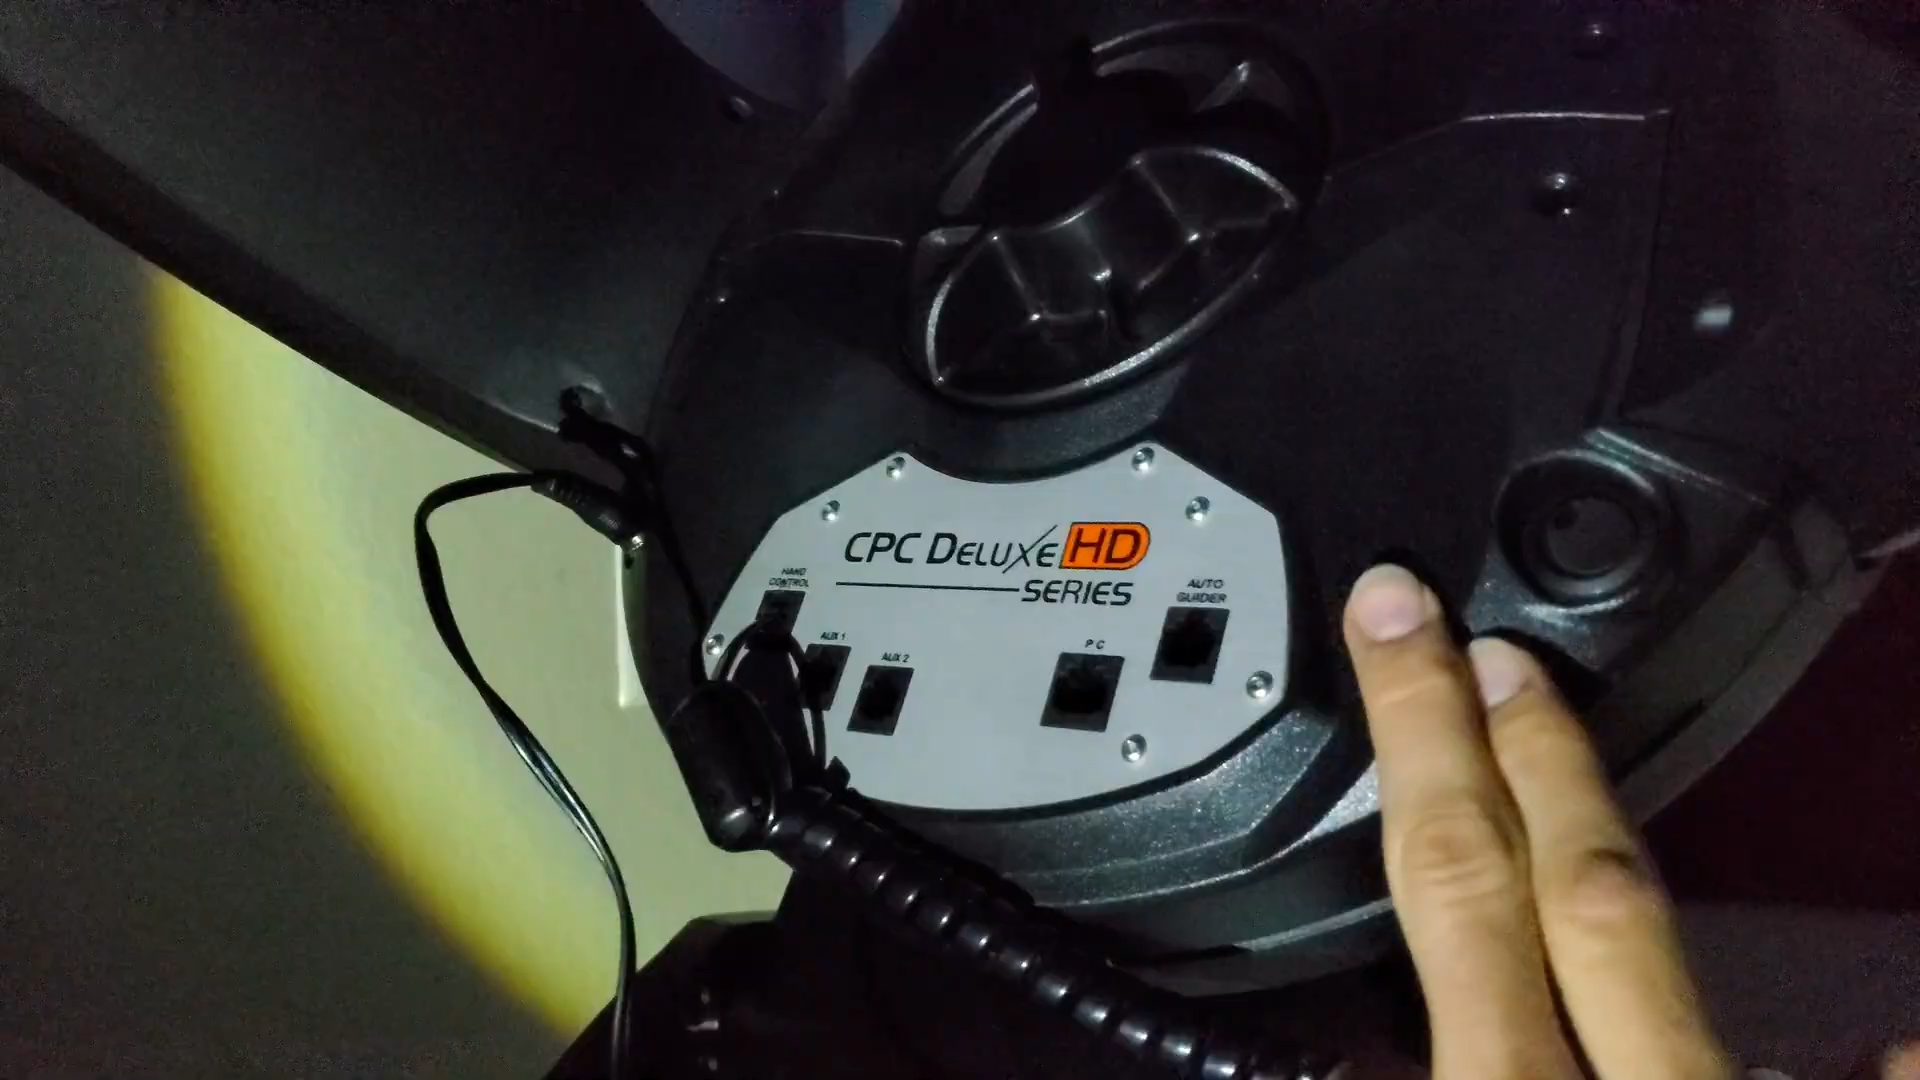 CPC DELUXE HD
SERIES
HAND
CONTROL
AUX 1
AUX 2
PC
AUTO
GUIDER